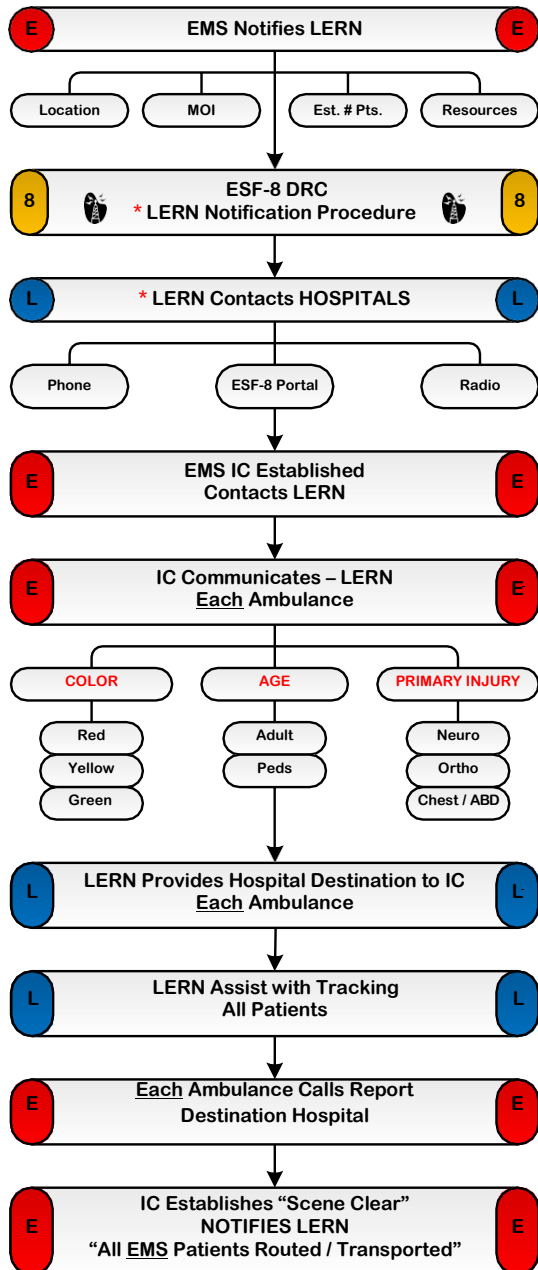 E EMS Notifies LERN E
Location MOI Est. # Pts. Resources
ESF-8 DRC
8 * LERN Notification Procedure 8
L * LERN Contacts HOSPITALS L
Phone ESF-8 Portal Radio
EMS IC Established
E E
Contacts LERN
IC Communicates – LERN
E E
Each Ambulance
COLOR AGE PRIMARY INJURY
Red Adult Neuro
Yellow Peds Ortho
Green Chest / ABD
LERN Provides Hospital Destination to IC
L L
Each Ambulance
LERN Assist with Tracking
L L
All Patients
Each Ambulance Calls Report
E E
Destination Hospital
IC Establishes “Scene Clear”
E NOTIFIES LERN E
“All EMS Patients Routed / Transported”